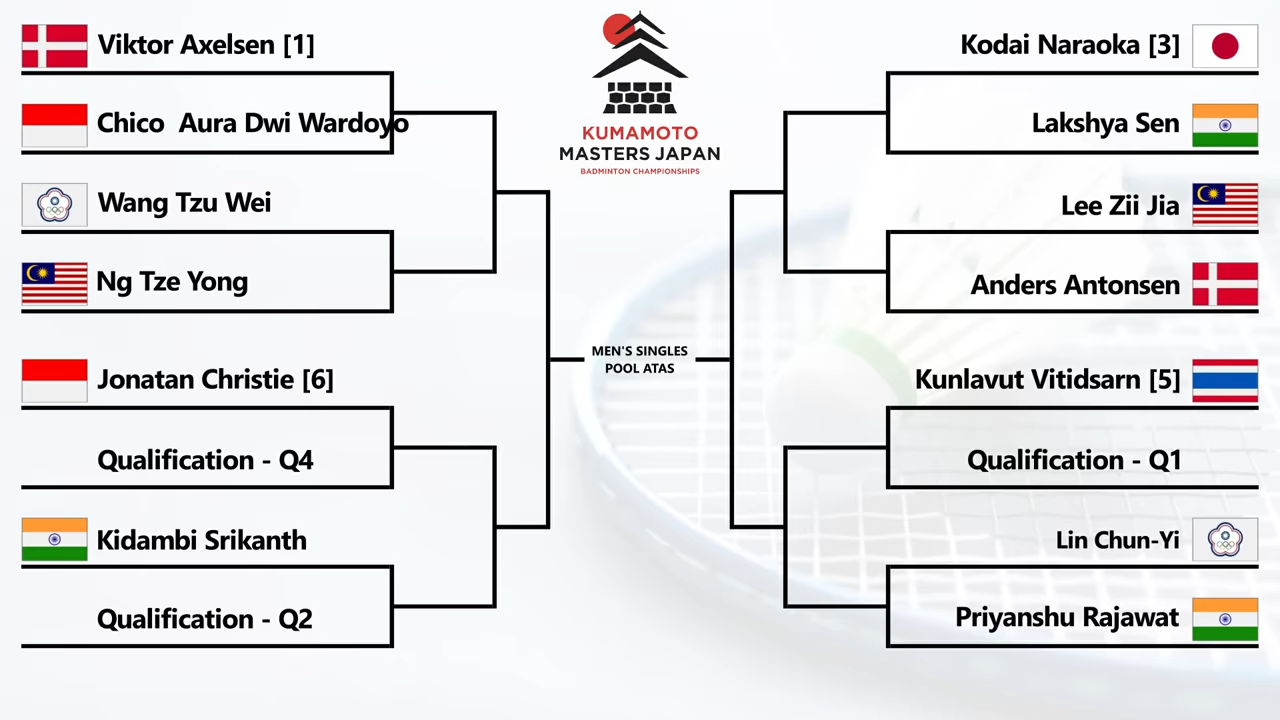 Viktor Axelsen [1]
Chico Aura Dwi Wardoyo
Wang Tzu Wei
Ng Tze Yong
Jonatan Christie [6]
Qualification - Q4
Kidambi Srikanth
Qualification - Q2
KUMAMOTO
MASTERS JAPAN
BADMINTON CHAMPIONSHIPS
MEN'S SINGLES
POOL ATAS
Kodai Naraoka [3]
Lakshya Sen
Lee Zii Jia
Anders Antonsen
Kunlavut Vitidsarn [5]
Qualification - Q1
Lin Chun-Yi
Priyanshu Rajawat